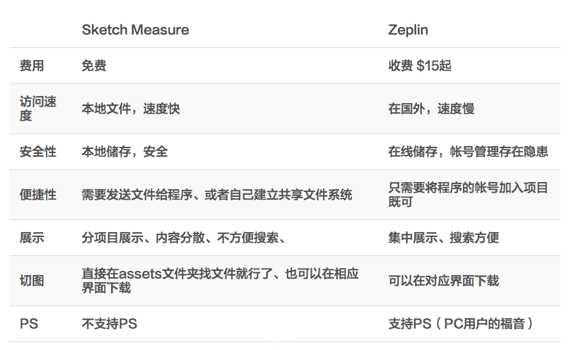 Sketch Measure Zeplin
费用 免费 收费 $15起
访问速
度 本地文件，速度快 在国外，速度慢
安全性 本地储存，安全 在线储存，帐号管理存在隐患
便捷性 需要发送文件给程序、或者自己建立共享文件系统 只需要将程序的帐号加入项目
既可
展示 分项目展示、内容分散、不方便搜索、 集中展示、搜索方便
切图 直接在assets文件夹找文件就行了、也可以在相应
界面下载 可以在对应界面下载
PS 不支持PS 支持PS（PC用户的福音）